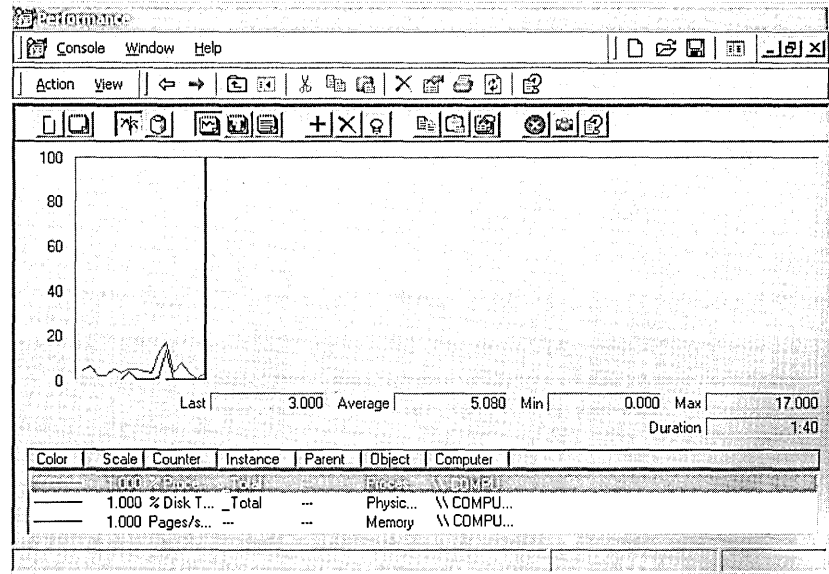 Performance
Console Window Help
Action View
100
80
60
40
20
0
Last 3.000 Average 5.080 Min 0.000 Max 17.000
Duration 1:40
Color Scale Counter Instance Parent Object Computer
1.000 % Disk T... _Total --- Physic... \\ COMPU...
1.000 Pages/s... --- --- Memory \\ COMPU...